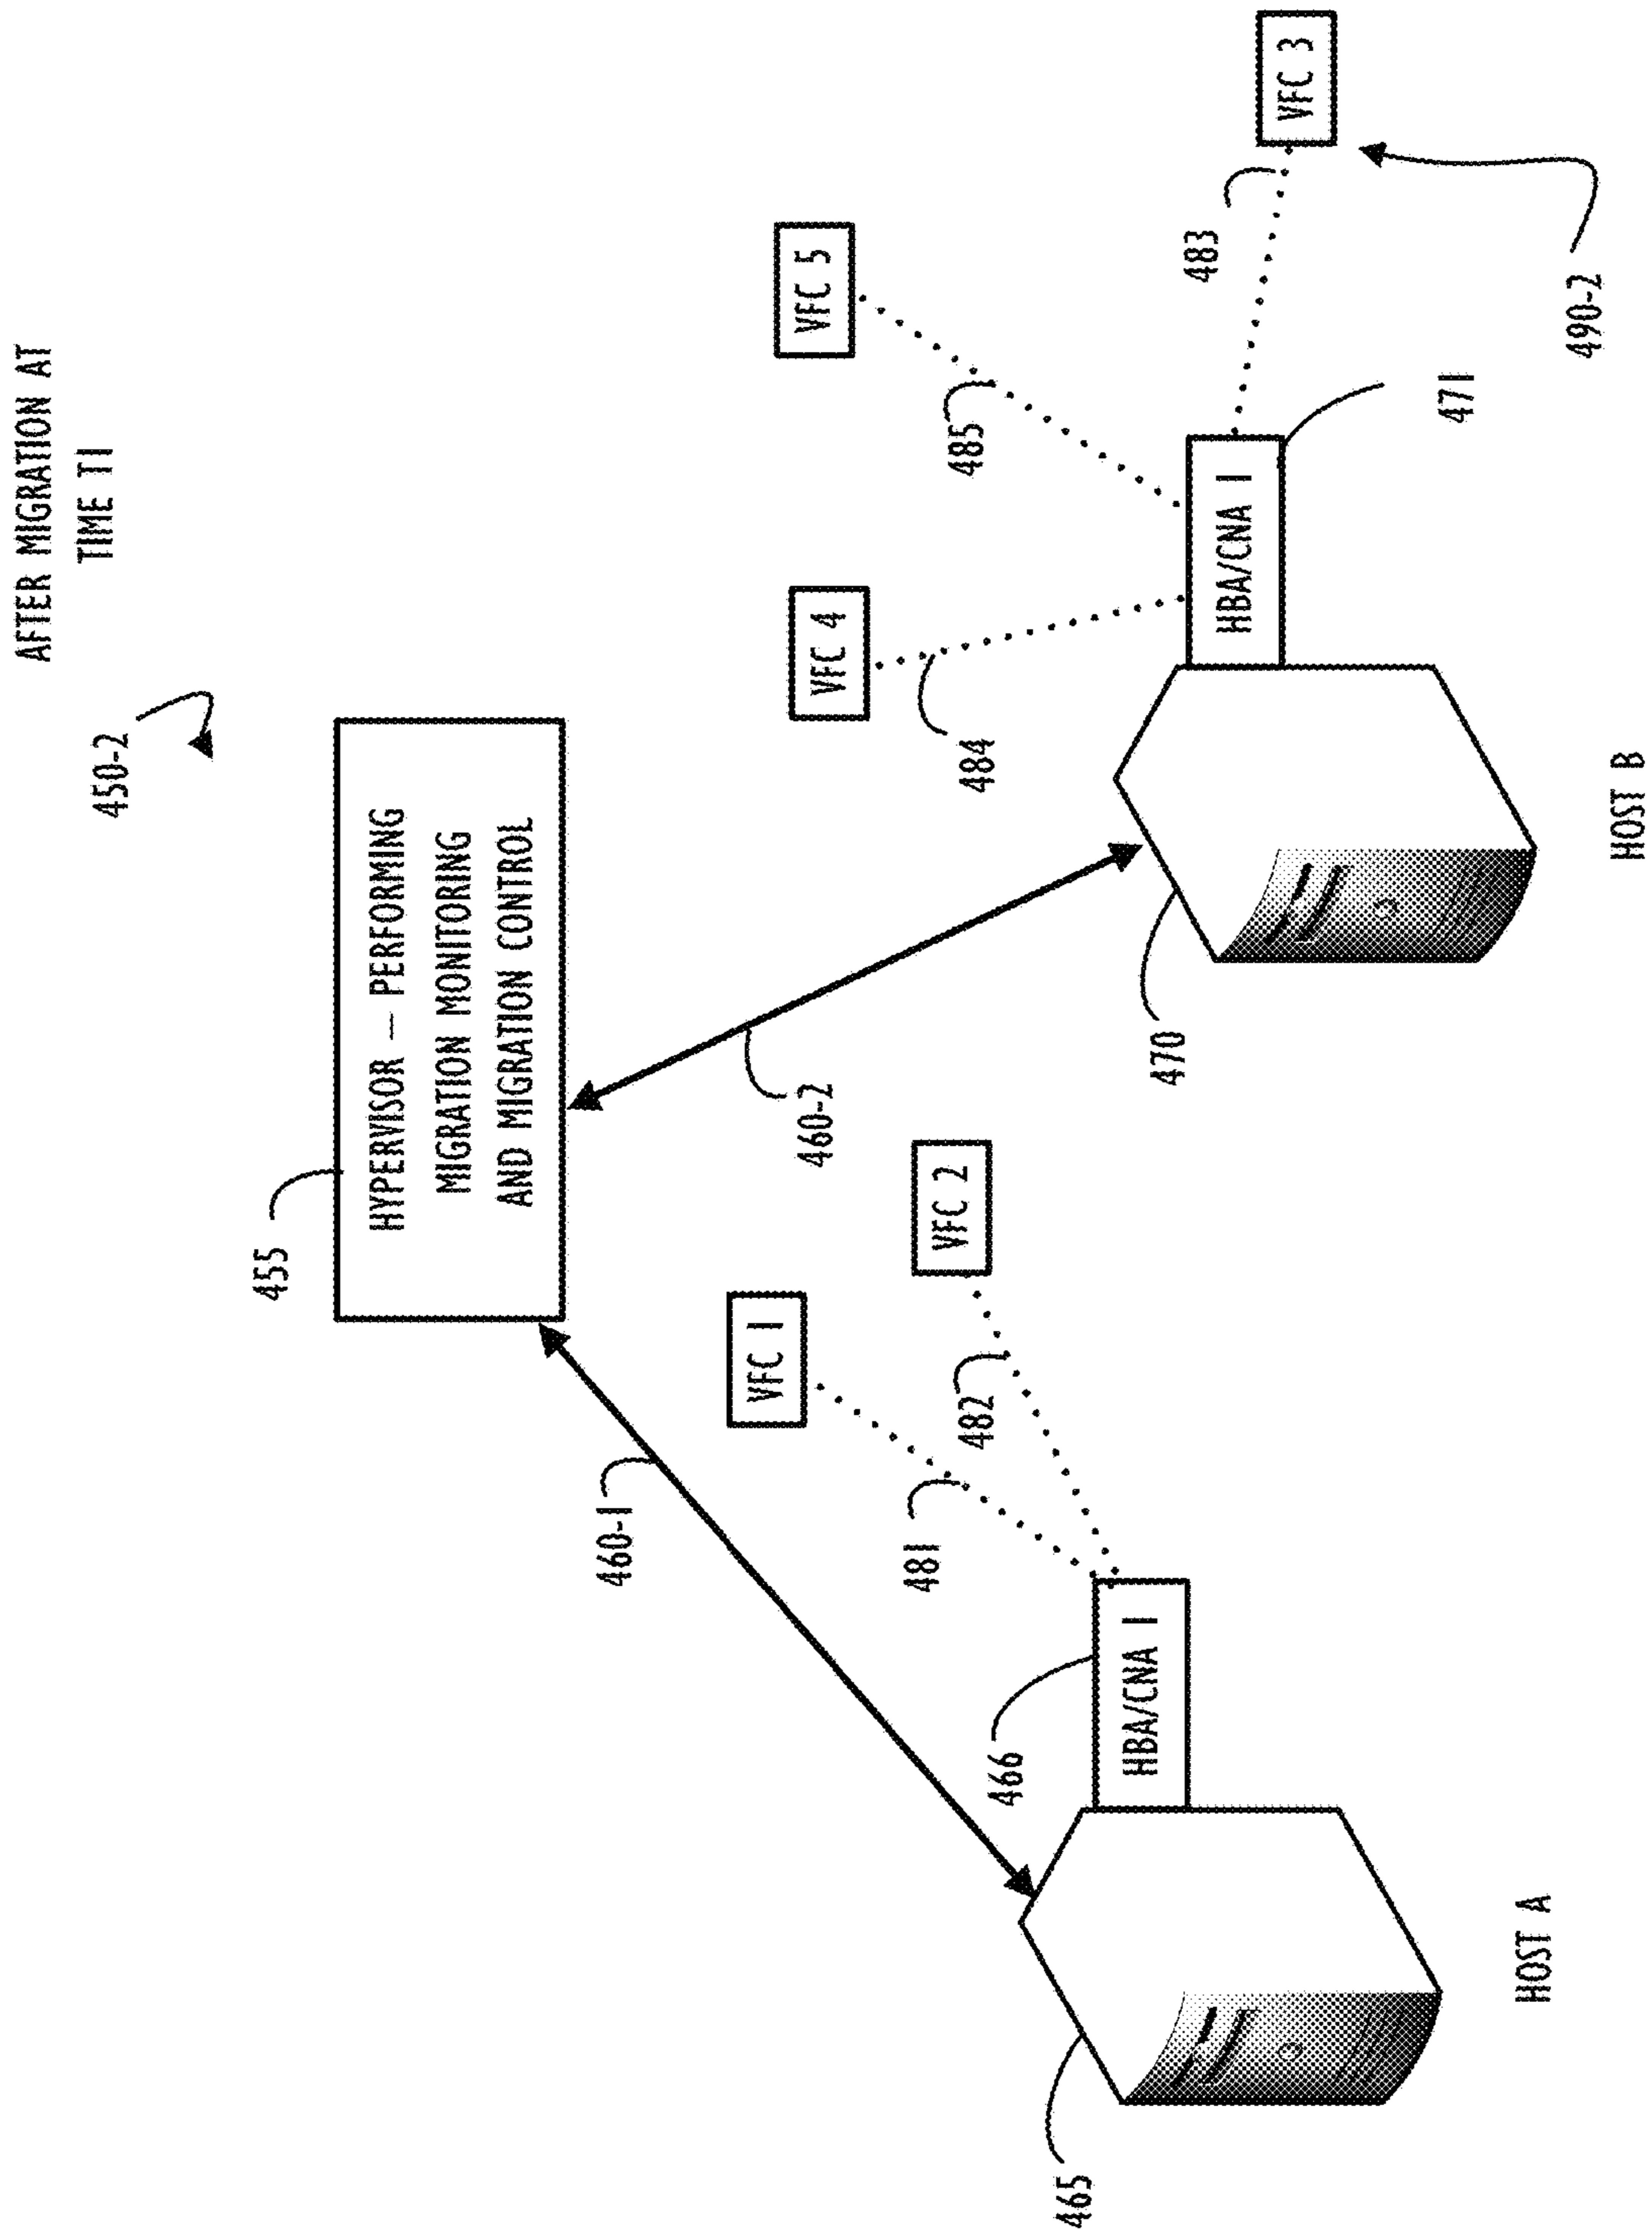 AFTER MIGRATION AT
TIME T1
450-2
455
HYPERVISOR – PERFORMING
MIGRATION MONITORING
AND MIGRATION CONTROL
460-1
460-2
VFC 1
VFC 2
481
482
466
465
HBA/CNA 1
HOST A
VFC 4
VFC 5
484
485
470
483
HBA/CNA 1
VFC 3
471
490-2
HOST B